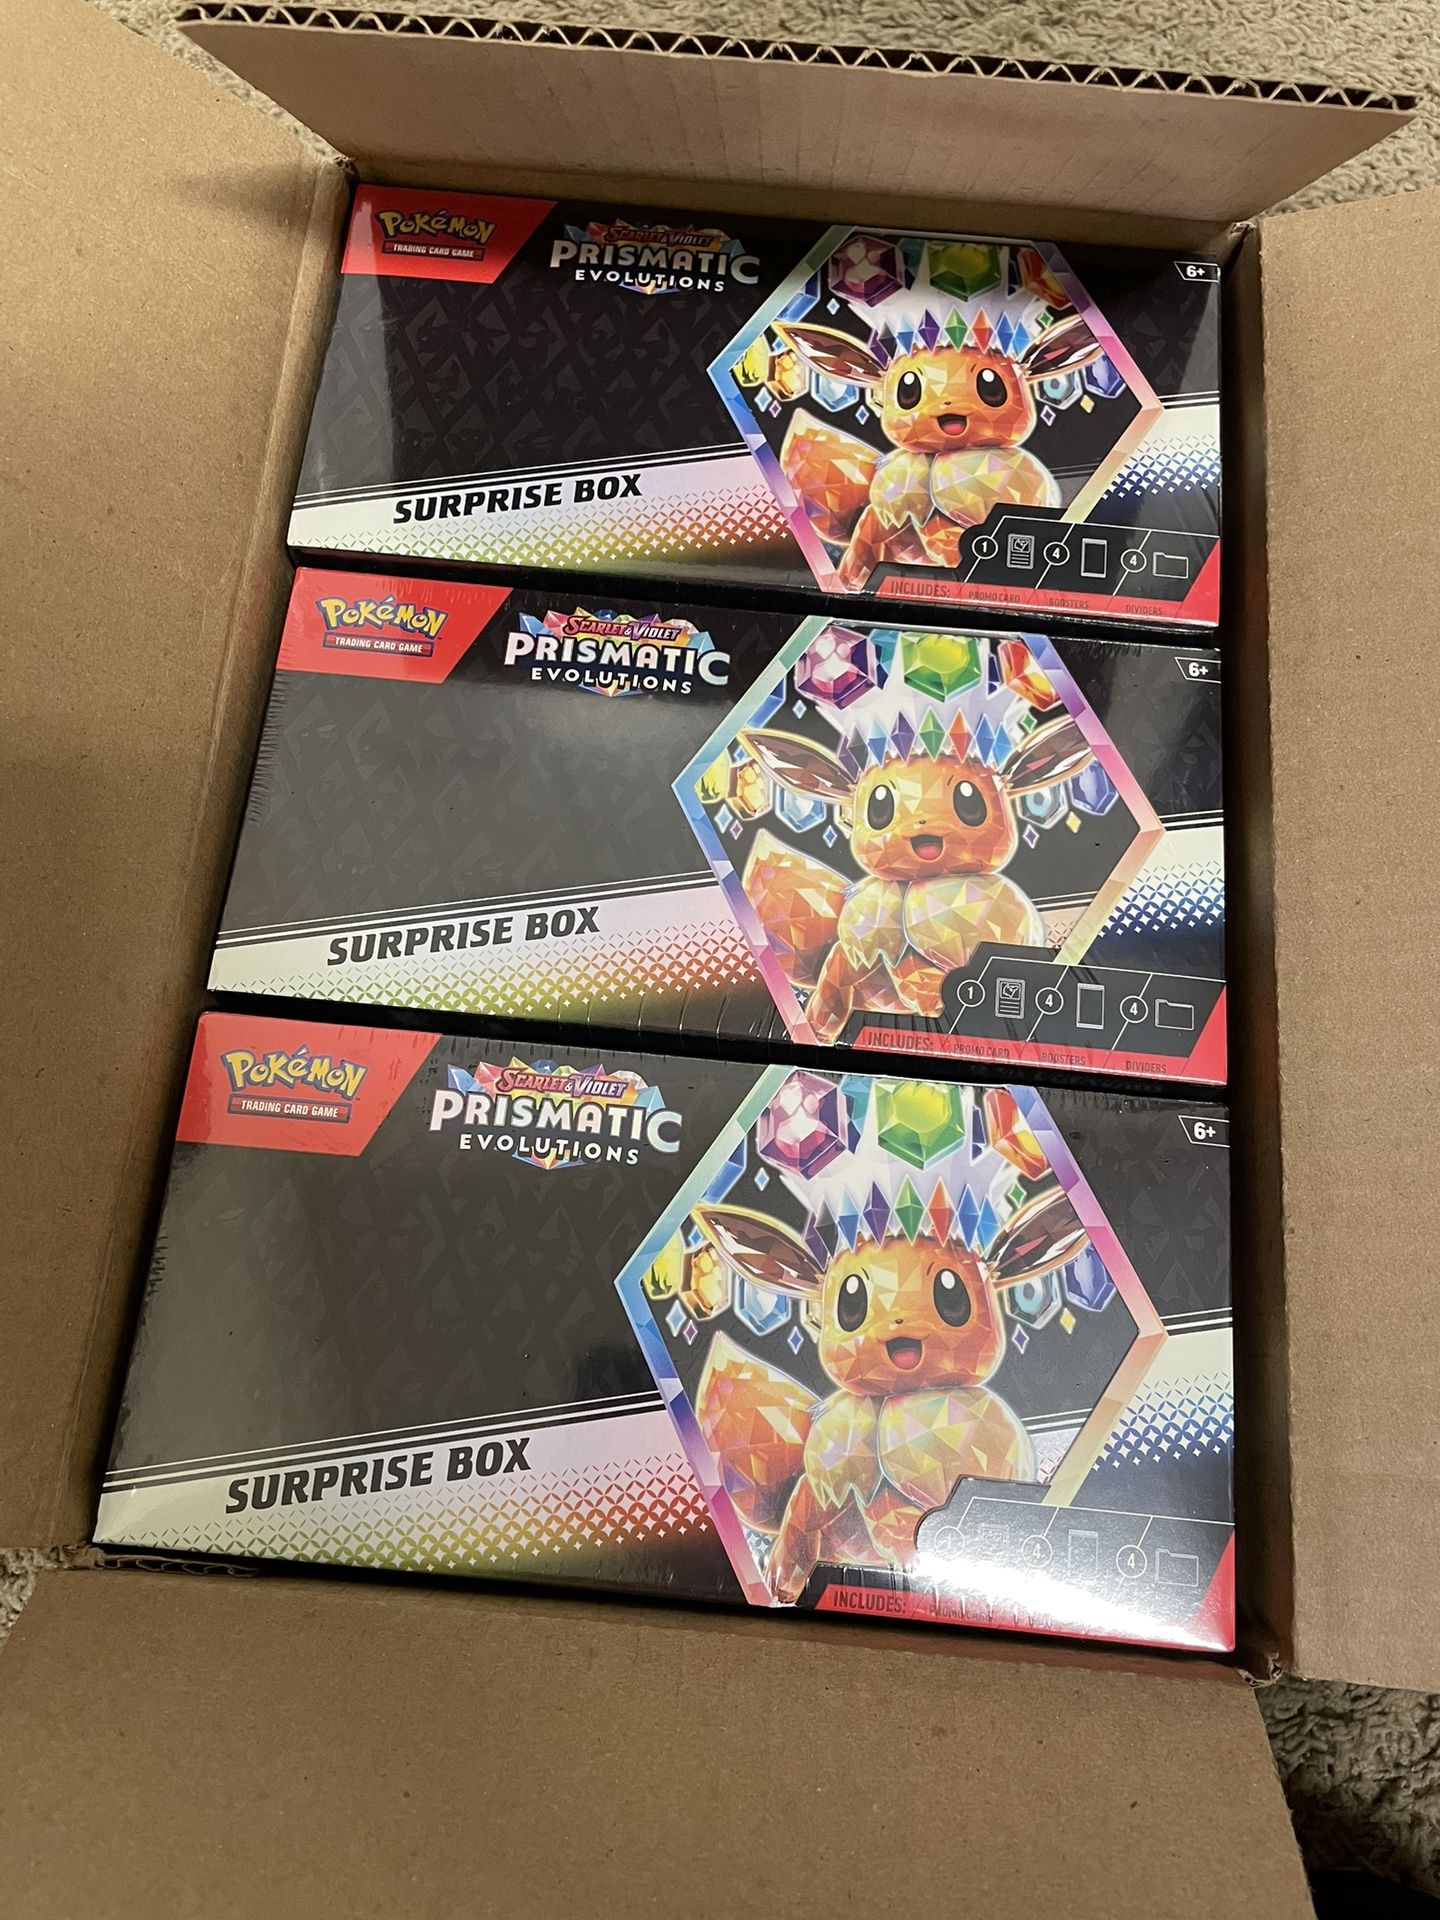 POKéMON
TRADING CARD GAME
SCARLET & VIOLET
PRISMATIC
EVOLUTIONS
6+
SURPRISE BOX
1 4 4
INCLUDES: PROMO CARD BOOSTERS DIVIDERS
POKéMON
TRADING CARD GAME
SCARLET & VIOLET
PRISMATIC
EVOLUTIONS
6+
SURPRISE BOX
1 4 4
INCLUDES: PROMO CARD BOOSTERS DIVIDERS
POKéMON
TRADING CARD GAME
SCARLET & VIOLET
PRISMATIC
EVOLUTIONS
6+
SURPRISE BOX
1 4 4
INCLUDES: PROMO CARD